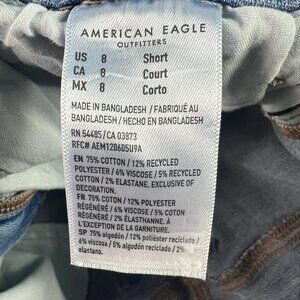 AMERICAN EAGLE
OUTFITTERS
US 8 Short
CA 8 Court
MX 8 Corto
MADE IN BANGLADESH / FABRIQUÉ AU
BANGLADESH / HECHO EN BANGLADESH
RN 54485/CA 03873
RFC# AEM120605U9A
EN 75% COTTON / 12% RECYCLED
POLYESTER / 6% VISCOSE / 5% RECYCLED
COTTON / 2% ELASTANE, EXCLUSIVE OF
DECORATION.
FR 75% COTON / 12% POLYESTER
RÉGÉNÉRÉ / 6% VISCOSE / 5% COTON
RÉGÉNÉRÉ / 2% ÉLASTHANNE. À
L'EXCEPTION DE LA GARNITURE.
SP 75% algodón / 12% poliéster reciclado /
6% viscosa / 5% algodón reciclado / 2%